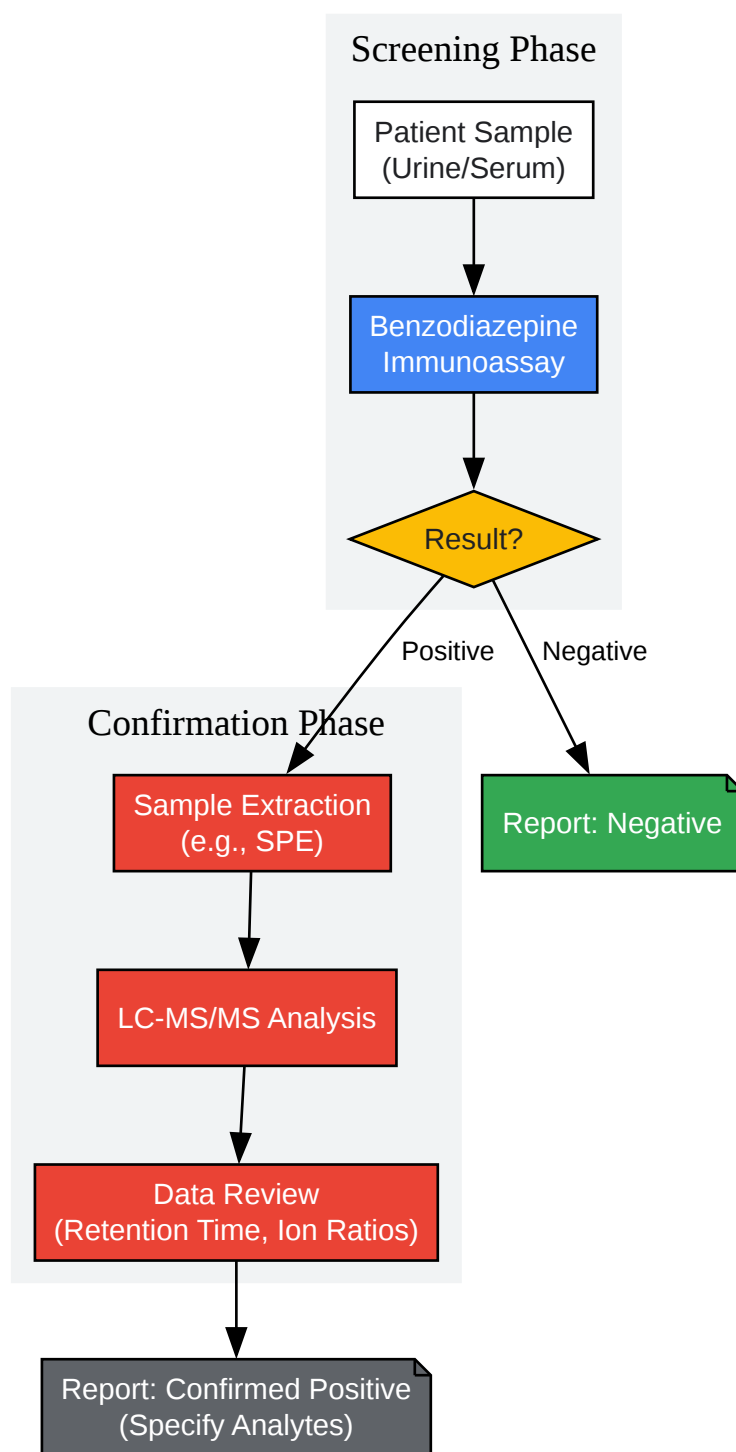 Screening Phase
Patient Sample
(Urine/Serum)
Benzodiazepine
Immunoassay
Result?
Positive
Negative
Confirmation Phase
Sample Extraction
(e.g., SPE)
Report: Negative
LC-MS/MS Analysis
Data Review
(Retention Time, Ion Ratios)
Report: Confirmed Positive
(Specify Analytes)